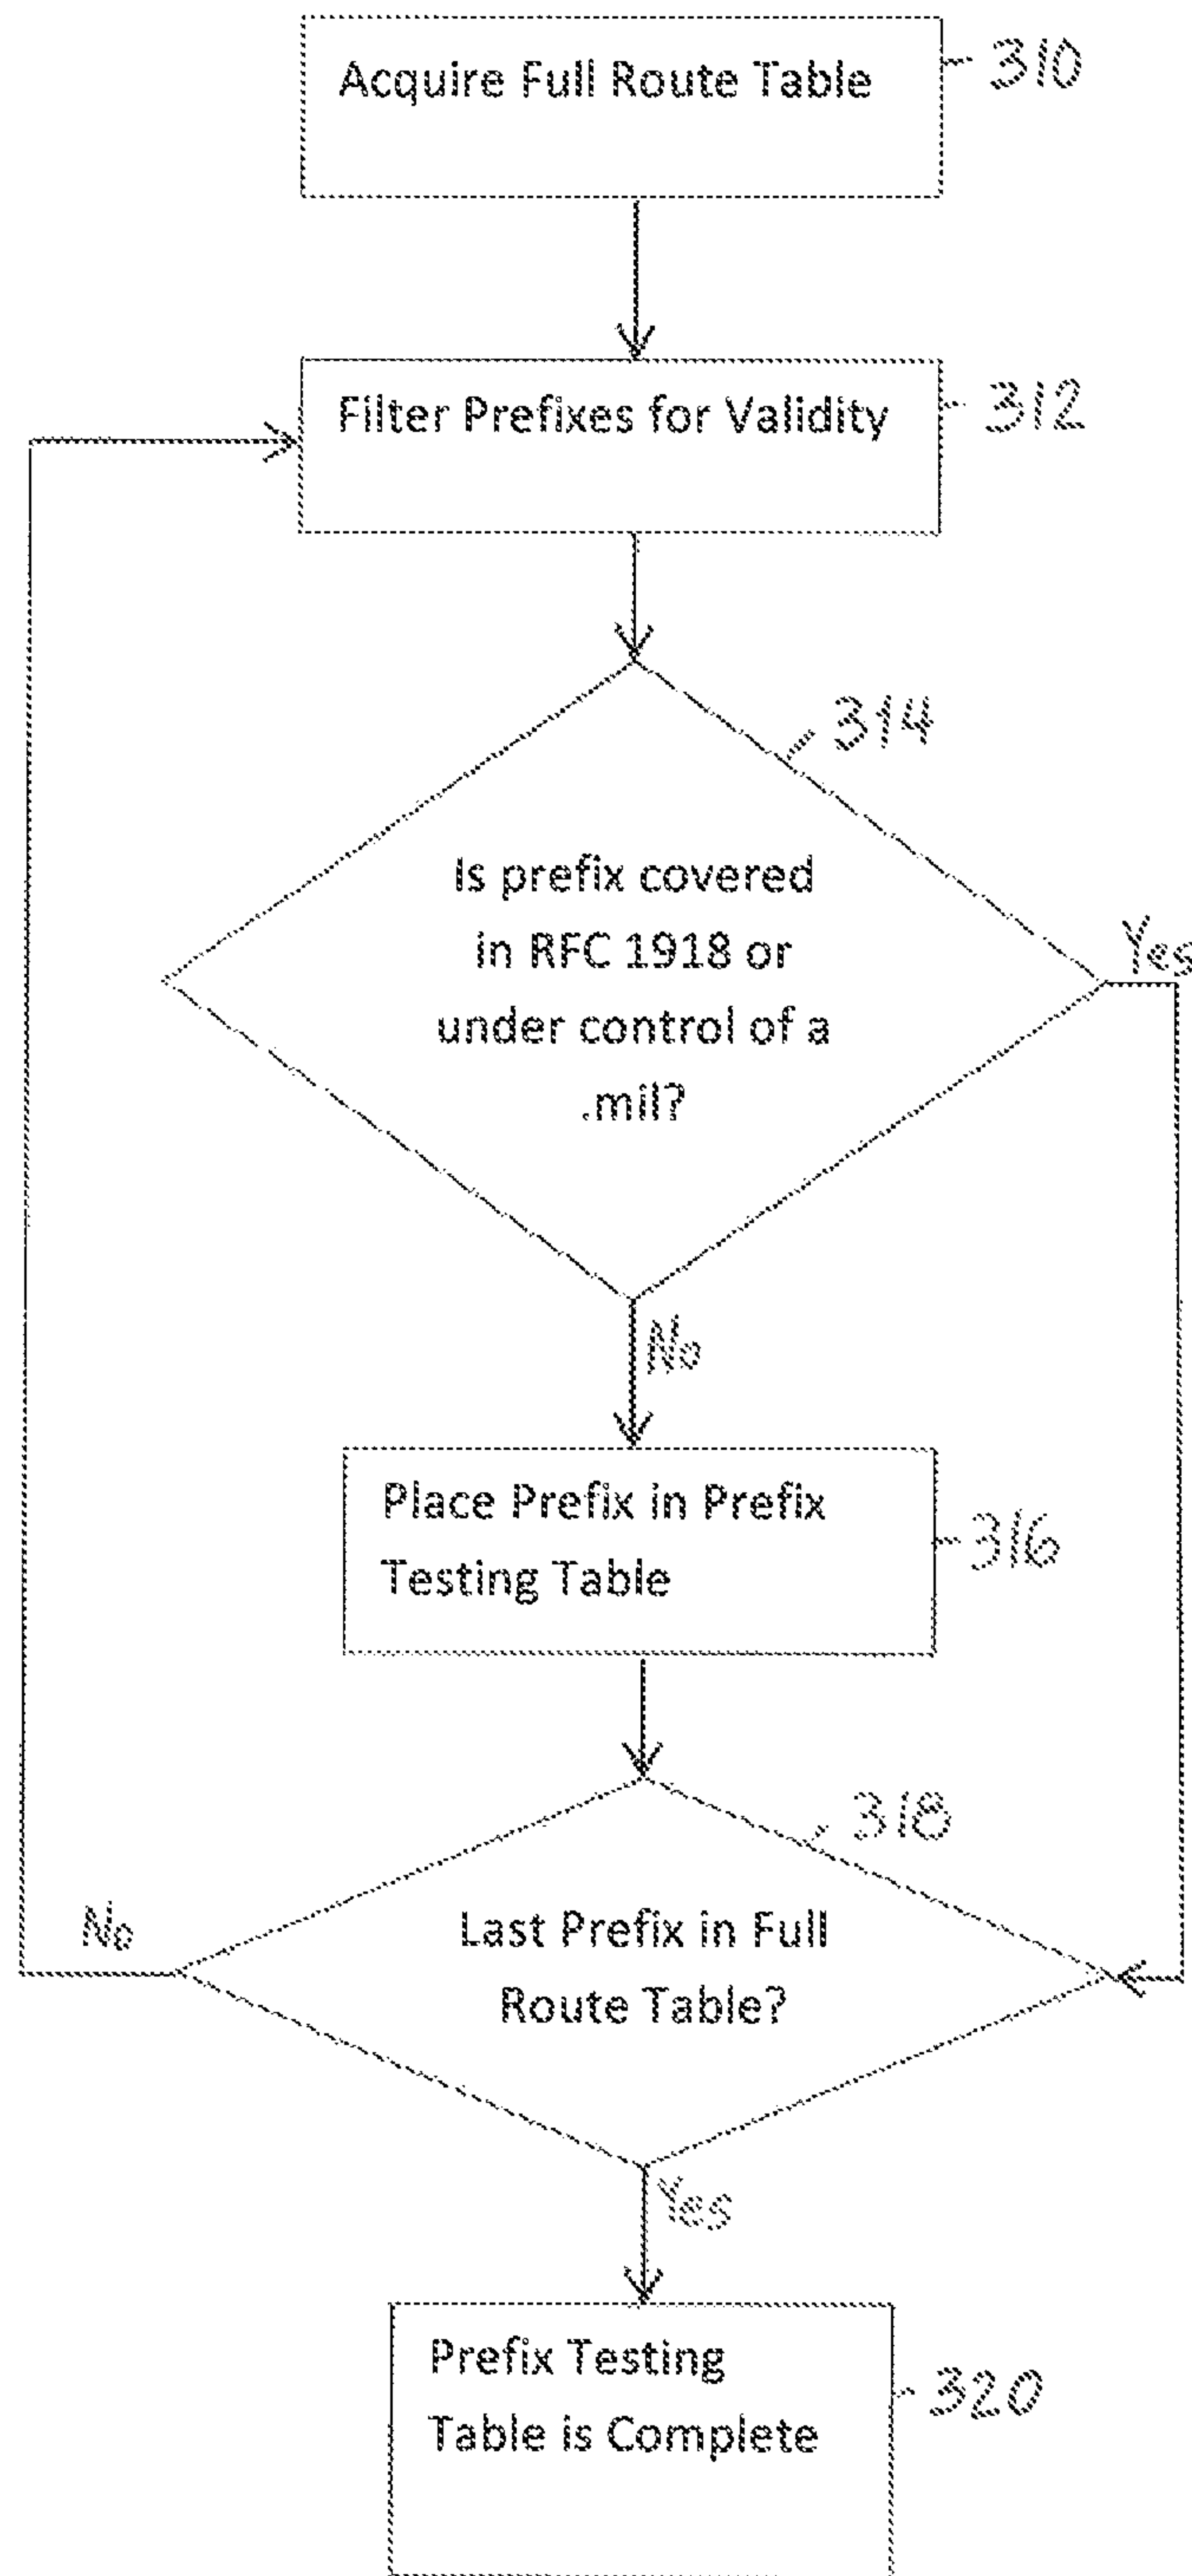 Acquire Full Route Table
310
Filter Prefixes for Validity
312
314
Is prefix covered
in RFC 1918 or
under control of a
.mil?
Yes
No
Place Prefix in Prefix
Testing Table
316
318
Last Prefix in Full
Route Table?
No
Yes
Prefix Testing
Table is Complete
320